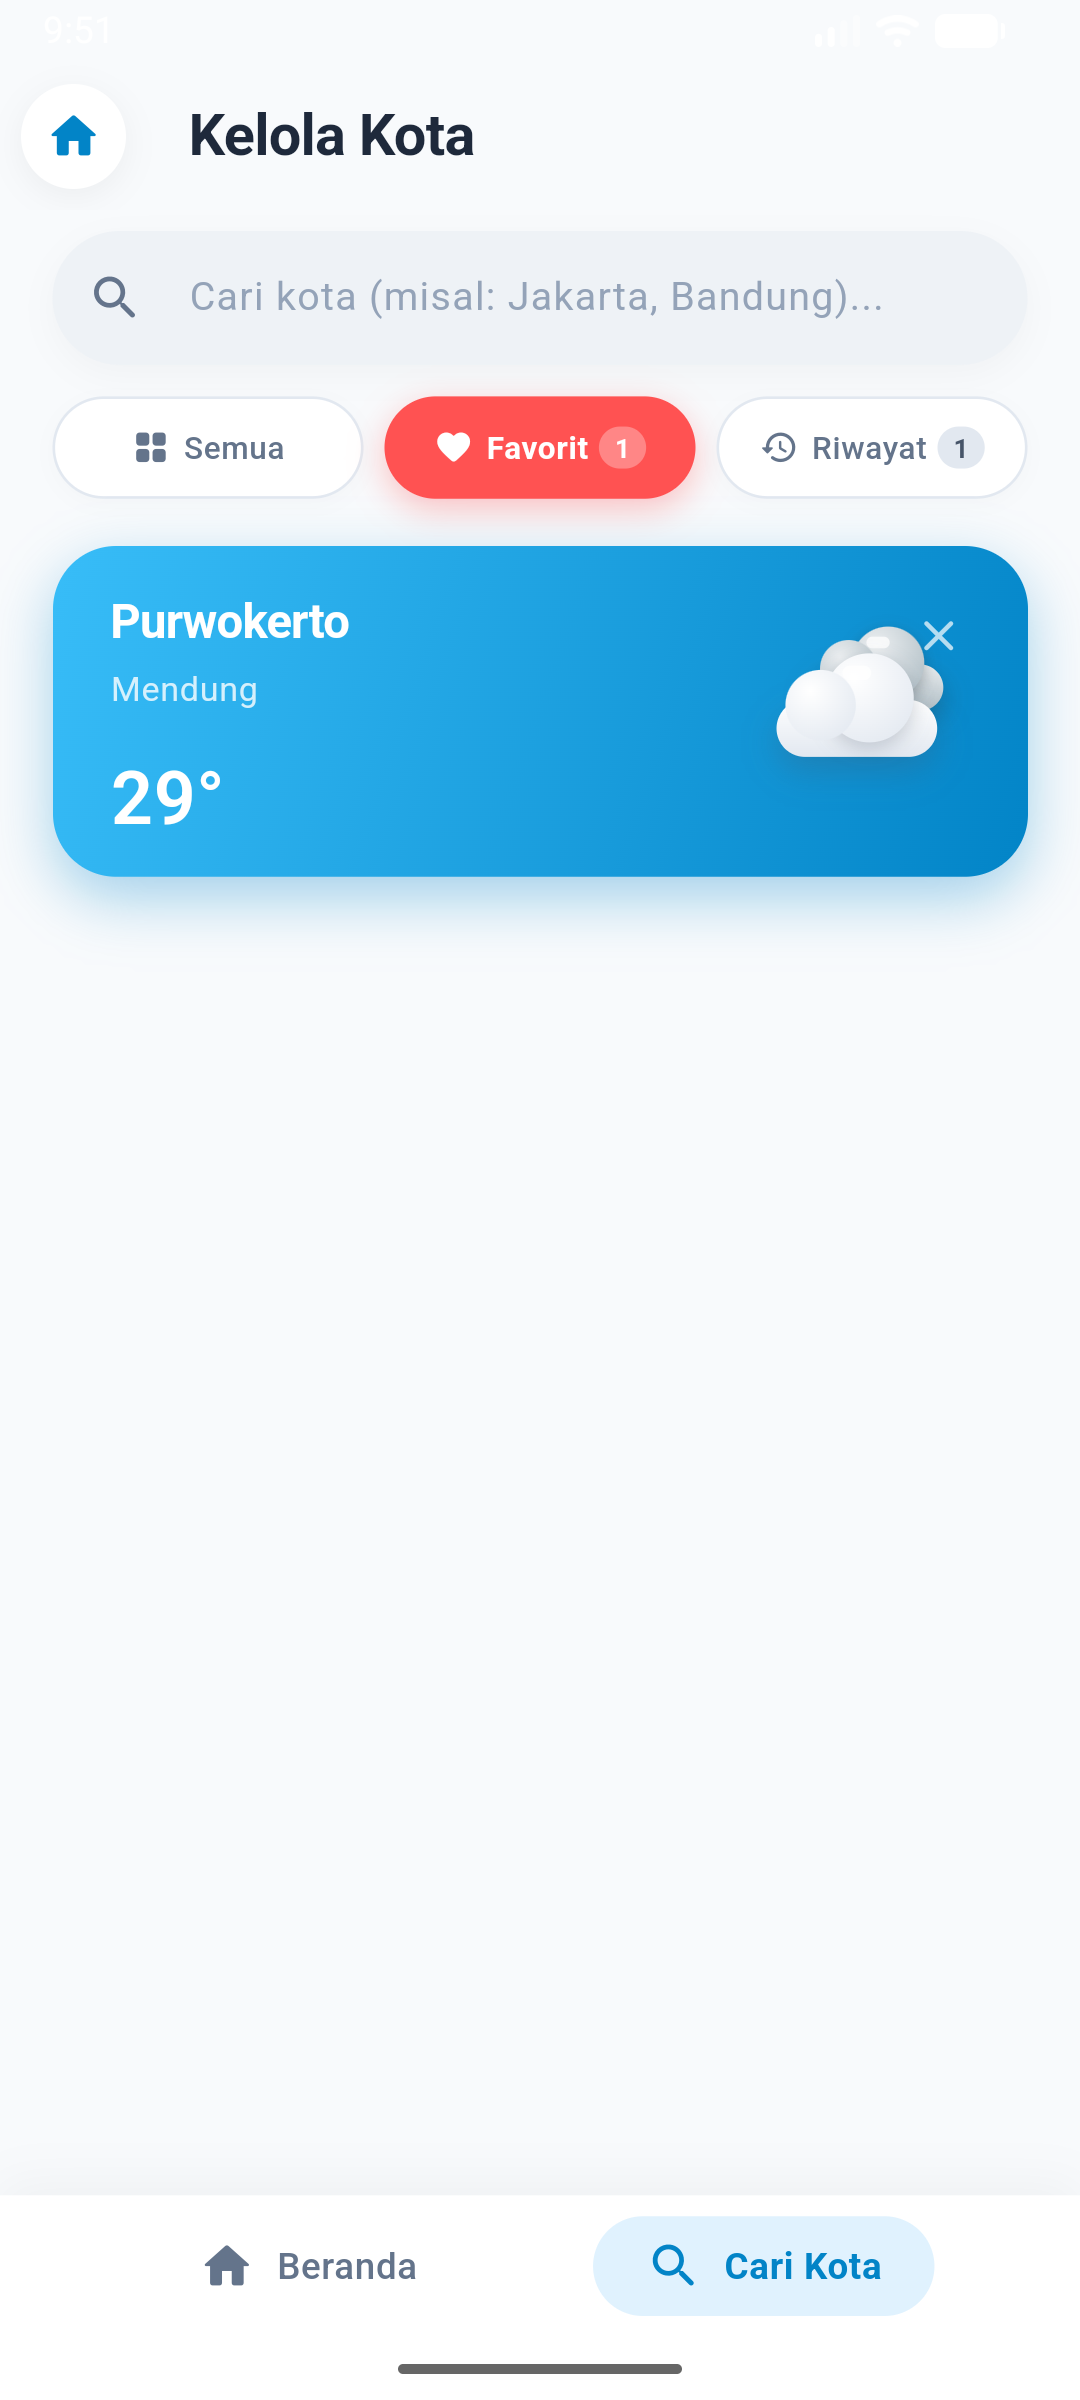 9:51
Kelola Kota
Cari kota (misal: Jakarta, Bandung)...
Semua
Favorit 1
Riwayat 1
Purwokerto
Mendung
29°
Beranda
Cari Kota